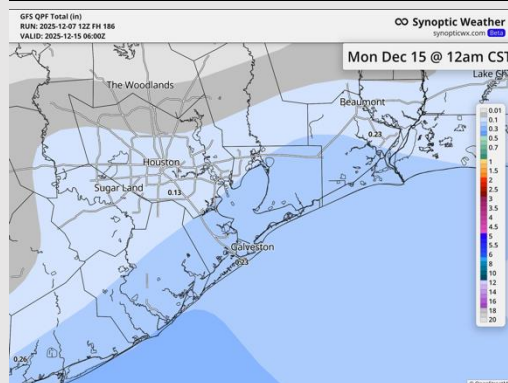 GFS QPF Total (in)
RUN: 2025-12-07 12Z FH 186
VALID: 2025-12-15 06:00Z
Synoptic Weather
synopticwx.com Beta
Mon Dec 15 @ 12am CST
The Woodlands
Beaumont
0.23
Houston
Sugar Land
0.13
Galveston
0.23
0.26
0.01
0.1
0.3
0.5
0.7
1
1.5
2
2.5
3
3.5
4
4.5
5
5.5
6
8
10
12
14
16
18
20